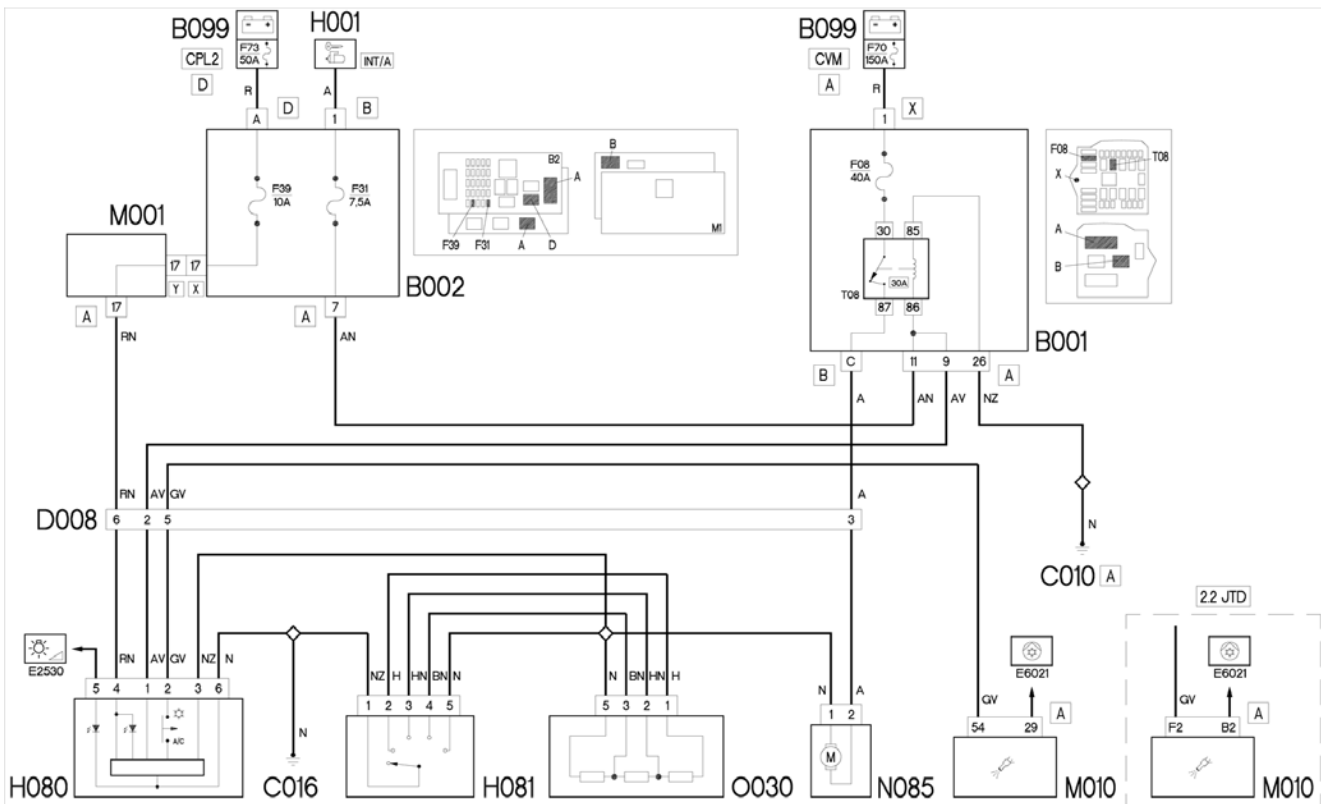 B099 H001 B099
F73 50A F70 150A
CPL2 INT/A CVM
D A
R A R
A D 1 B 1 X
F39 10A F31 7,5A
B2 A B M1
F39 F31 A D
F08 40A
F08 T08 X A B
M001
17 17 17
Y X
B002
30 85
30A
T08
87 86
B001
A A 7
RN AN
B C 11 9 26 A
A AN AV NZ
RN AV GV A
D008 6 2 5 3
N
C010 A
2.2 JTD
E2530
RN AV GV NZ N
5 4 1 2 3 6
A/C
H080
N
C016
NZ H HN BN N
1 2 3 4 5
H081
N BN HN H
5 3 2 1
O030
N A
1 2
M
N085
E6021
GV A
54 29
M010
E6021
GV A
F2 B2
M010